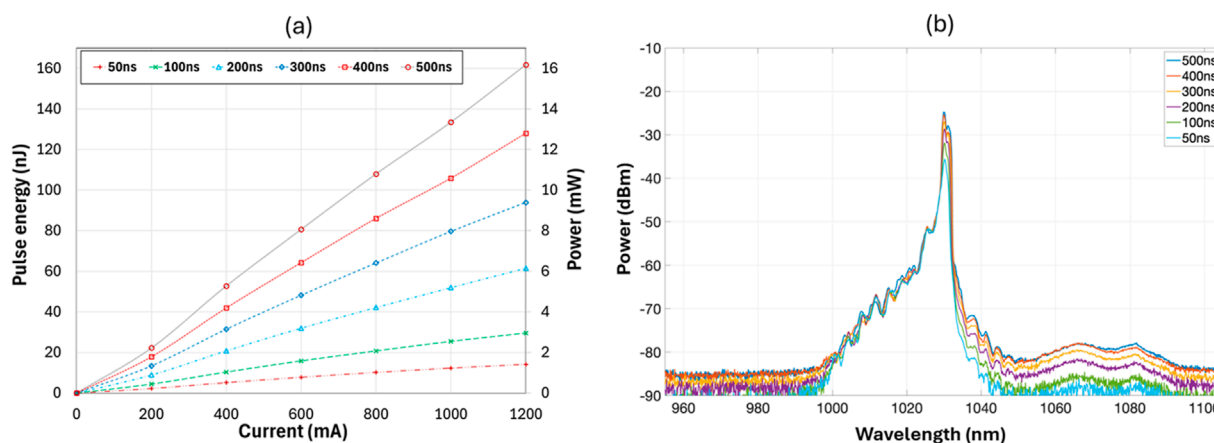 (a)
50ns 100ns 200ns 300ns 400ns 500ns
Pulse energy (nJ)
160
140
120
100
80
60
40
20
0
16
14
12
10
8
6
4
2
0
Power (mW)
0 200 400 600 800 1000 1200
Current (mA)
(b)
Power (dBm)
-10
-20
-30
-40
-50
-60
-70
-80
-90
500ns
400ns
300ns
200ns
100ns
50ns
960 980 1000 1020 1040 1060 1080 1100
Wavelength (nm)